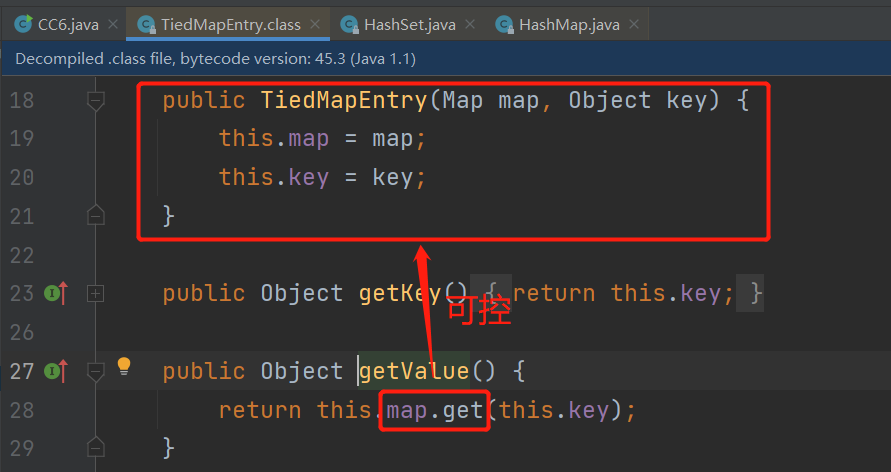 CC6.java × TiedMapEntry.class × HashSet.java × HashMap.java ×
Decompiled .class file, bytecode version: 45.3 (Java 1.1)
18 public TiedMapEntry(Map map, Object key) {
19 this.map = map;
20 this.key = key;
21 }
22
23 public Object getKey() { return this.key; }
可控
26
27 public Object getValue() {
28 return this.map.get(this.key);
29 }